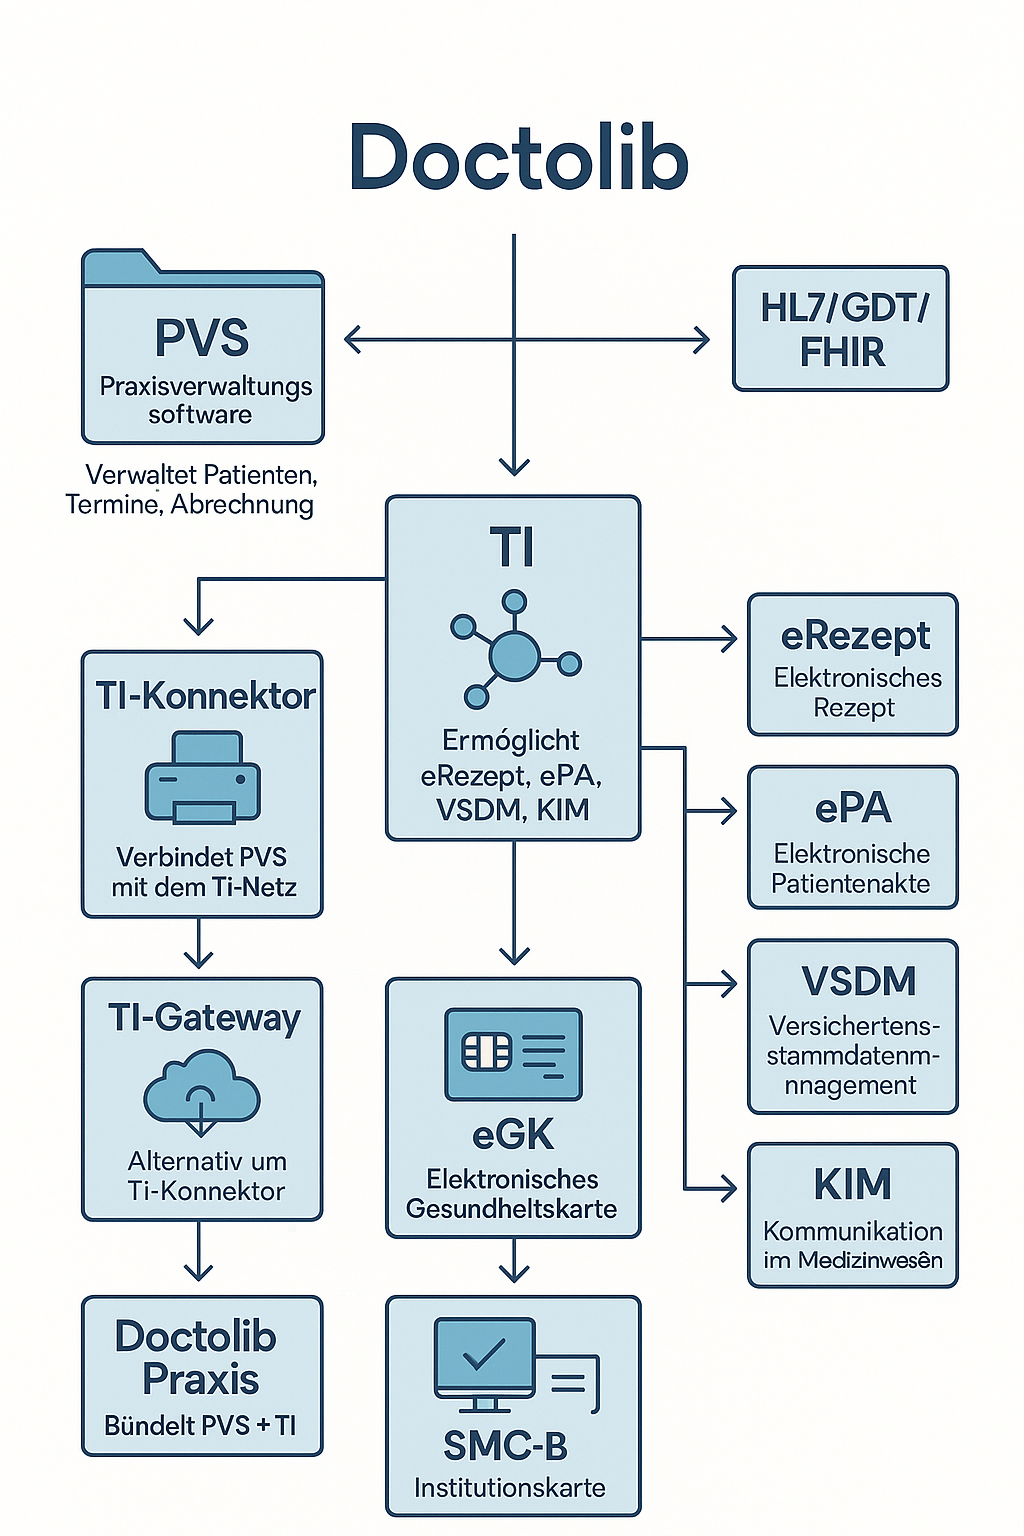 Doctolib
PVS
Praxisverwaltungs
software
Verwaltet Patienten,
Termine, Abrechnung
HL7/GDT/
FHIR
TI
Ermóglicht
eRezept, ePA,
VSDM, KIM
TI-Konnektor
Verbindet PVS
mit dem Ti-Netz
TI-Gateway
Alternativ um
Ti-Konnektor
Doctolib
Praxis
Bündelt PVS + TI
eGK
Elektronisches
Gesundheltskarte
SMC-B
Institutionskarte
eRezept
Elektronisches
Rezept
ePA
Elektronische
Patientenakte
VSDM
Versichertens-
stammdatenm-
nnagement
KIM
Kommunikation
im Medizinwesên